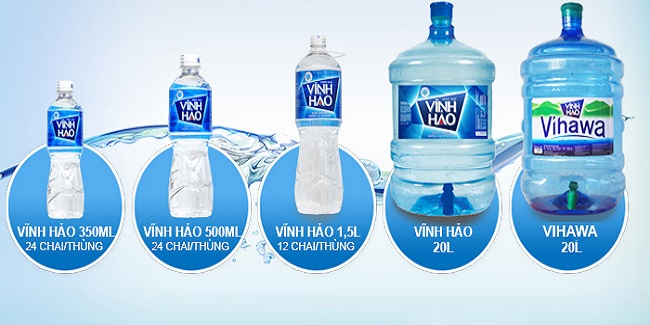 VĨNH
HẢO
VĨNH
HẢO
VĨNH
HẢO
VĨNH
HẢO
VĨNH
HẢO
Vihawa
VĨNH HẢO 350ML
24 CHAI/THÙNG
VĨNH HẢO 500ML
24 CHAI/THÙNG
VĨNH HẢO 1,5L
12 CHAI/THÙNG
VĨNH HẢO
20L
VIHAWA
20L